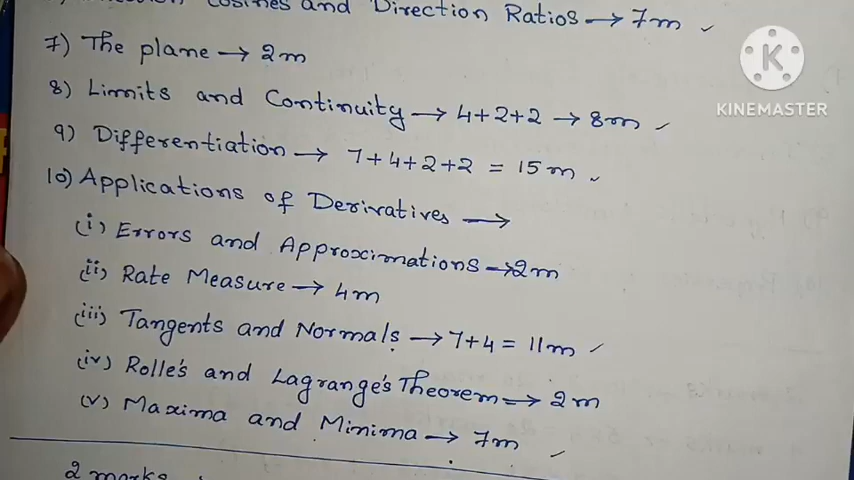 Cosines and Direction Ratios → 7m ✓
7) The plane → 2m
8) Limits and Continuity → 4+2+2 → 8m ✓
9) Differentiation → 7+4+2+2 = 15m ✓
10) Applications of Derivatives →
(i) Errors and Approximations → 2m
(ii) Rate Measure → 4m
(iii) Tangents and Normals → 7+4 = 11m ✓
(iv) Rolle's and Lagrange's Theorem → 2m
(v) Maxima and Minima → 7m ✓
2 marks
K
KINEMASTER